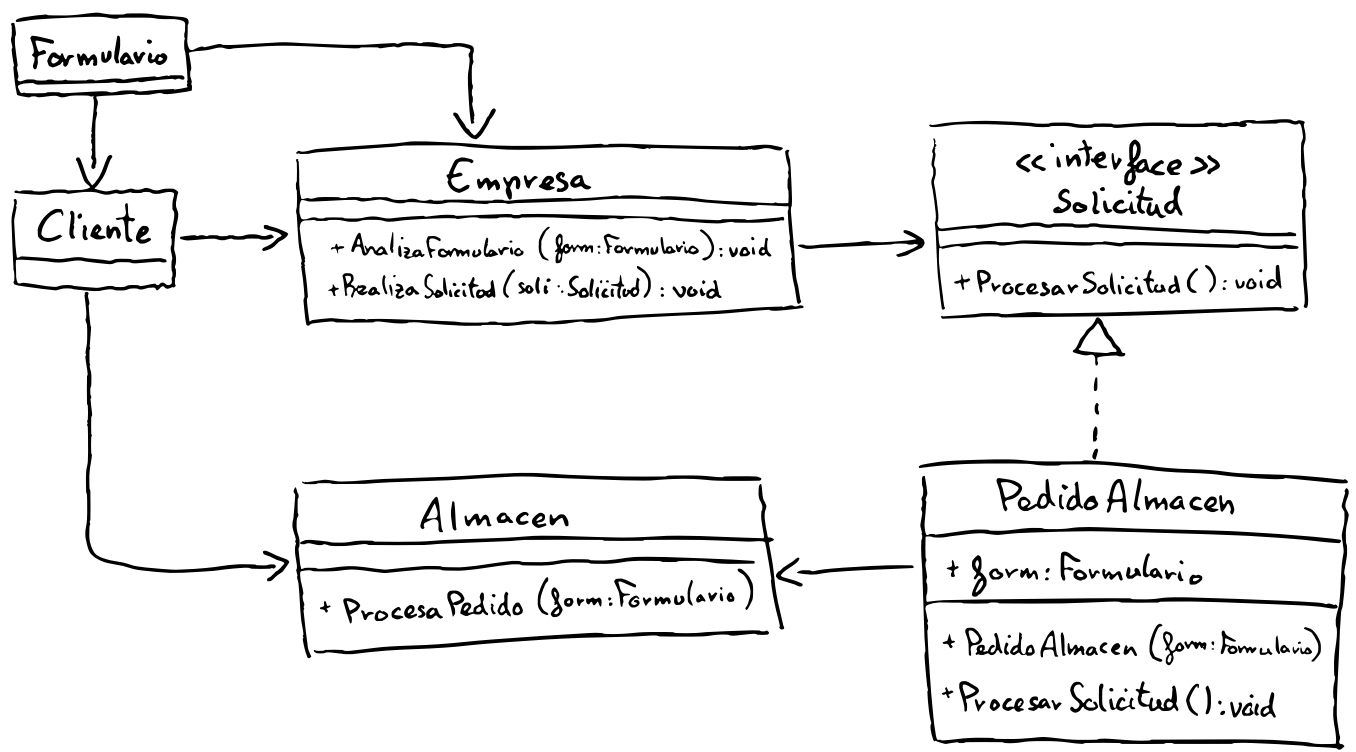 Formulario
Cliente
Empresa
+ AnalizaFormulario (form: Formulario): void
+ RealizaSolicitud (soli: Solicitud): void
<<interface>>
Solicitud
+ ProcesarSolicitud(): void
Almacen
+ ProcesaPedido (form: Formulario)
PedidoAlmacen
+ form: Formulario
+ PedidoAlmacen (form: Formulario)
+ ProcesarSolicitud(): void